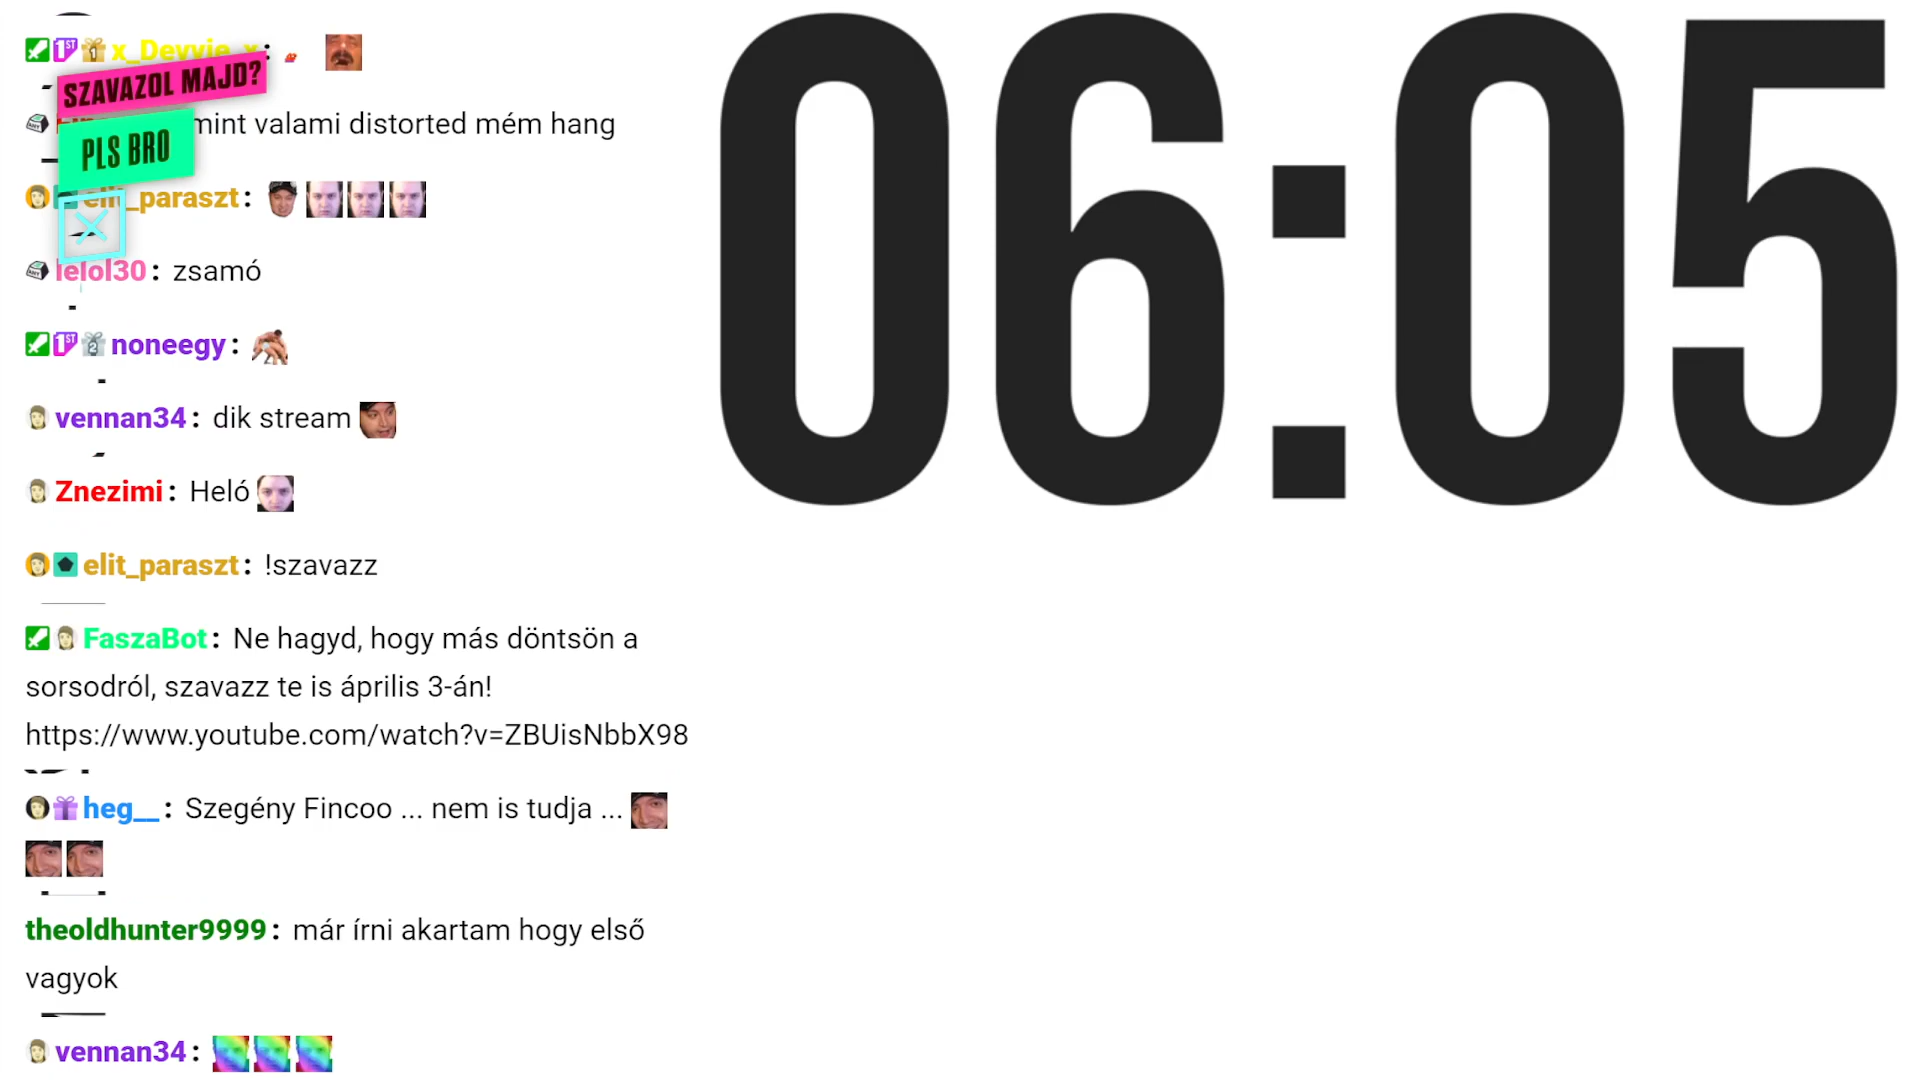 x_Devvie_x:
SZAVAZOL MAJD?
mint valami distorted mém hang
PLS BRO
elit_paraszt:
lelol30: zsamó
noneegy:
vennan34: dik stream
Znezimi: Heló
elit_paraszt: !szavazz
FaszaBot: Ne hagyd, hogy más döntsön a
sorsodról, szavazz te is április 3-án!
https://www.youtube.com/watch?v=ZBUisNbbX98
heg__: Szegény Fincoo ... nem is tudja ...
theoldhunter9999: már írni akartam hogy első
vagyok
vennan34:
06:05